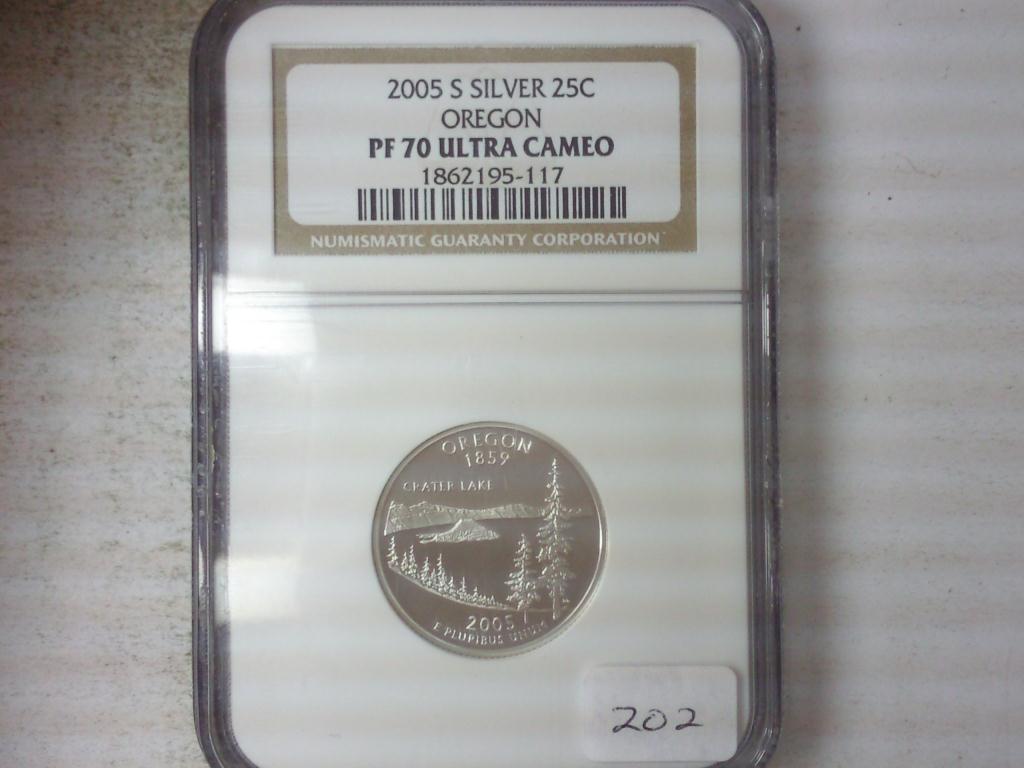 2005 S SILVER 25C
OREGON
PF 70 ULTRA CAMEO
1862195-117
NUMISMATIC GUARANTY CORPORATION
OREGON
1859
CRATER LAKE
2005
E PLURIBUS UNUM
202